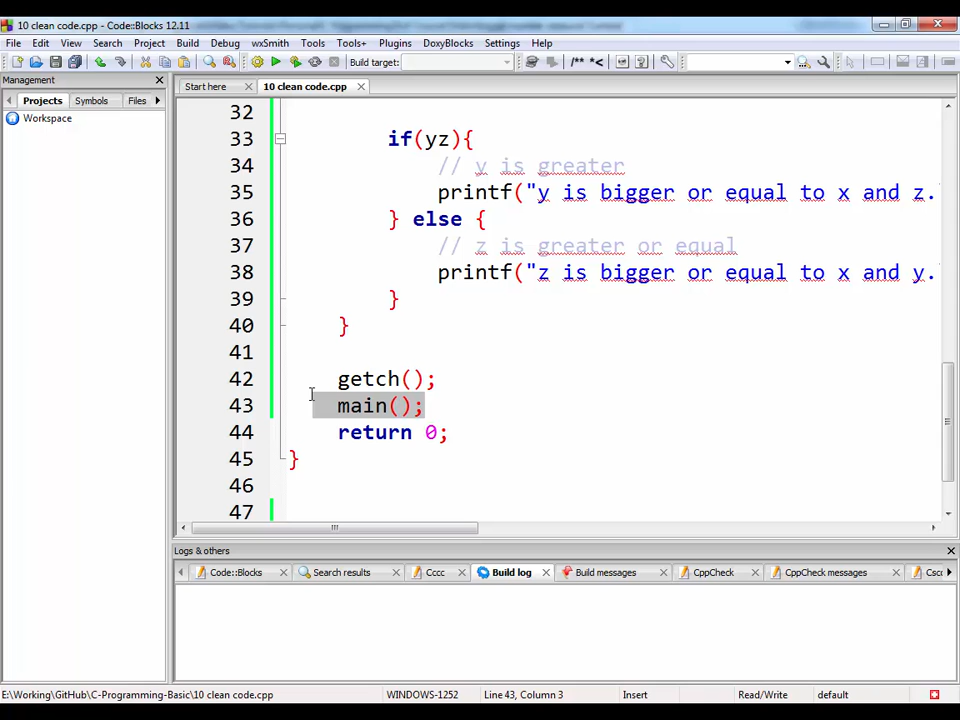 10 clean code.cpp - Code::Blocks 12.11
File Edit View Search Project Build Debug wxSmith Tools Tools+ Plugins DoxyBlocks Settings Help
Build target:
/** *<
Management
Projects Symbols Files
Workspace
Start here 10 clean code.cpp
32
33 if(yz){
34 // y is greater
35 printf("y is bigger or equal to x and z.
36 } else {
37 // z is greater or equal
38 printf("z is bigger or equal to x and y.
39 }
40 }
41
42 getch();
43 main();
44 return 0;
45 }
46
47
Logs & others
Code::Blocks Search results Cccc Build log Build messages CppCheck CppCheck messages Csco
E:\Working\GitHub\C-Programming-Basic\10 clean code.cpp WINDOWS-1252 Line 43, Column 3 Insert Read/Write default